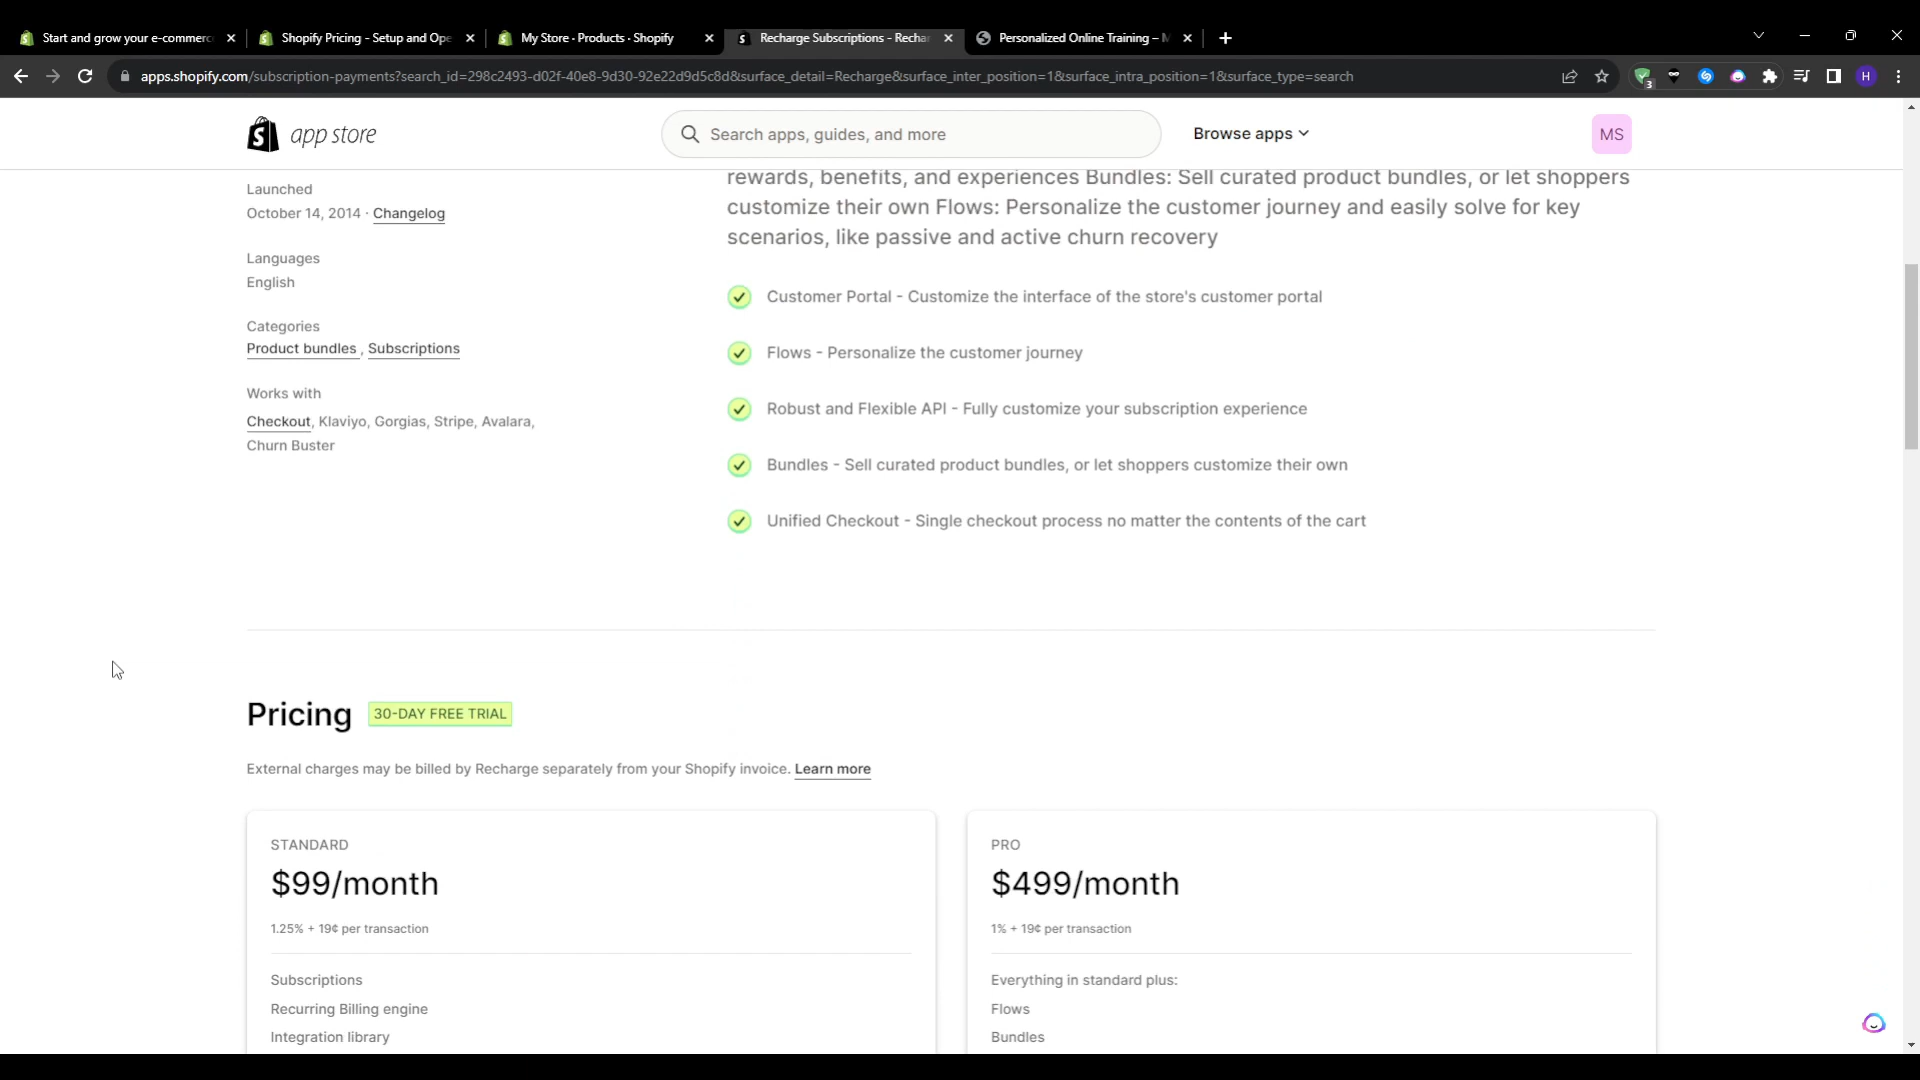 Start and grow your e-commerc
Shopify Pricing - Setup and Ope
My Store · Products · Shopify
Recharge Subscriptions - Rechar
Personalized Online Training – M
apps.shopify.com/subscription-payments?search_id=298c2493-d02f-40e8-9d30-92e22d9d5c8d&surface_detail=Recharge&surface_inter_position=1&surface_intra_position=1&surface_type=search
3
H
app store
Search apps, guides, and more
Browse apps
MS
Launched
October 14, 2014 · Changelog
Languages
English
Categories
Product bundles , Subscriptions
Works with
Checkout, Klaviyo, Gorgias, Stripe, Avalara,
Churn Buster
rewards, benefits, and experiences Bundles: Sell curated product bundles, or let shoppers
customize their own Flows: Personalize the customer journey and easily solve for key
scenarios, like passive and active churn recovery
Customer Portal - Customize the interface of the store's customer portal
Flows - Personalize the customer journey
Robust and Flexible API - Fully customize your subscription experience
Bundles - Sell curated product bundles, or let shoppers customize their own
Unified Checkout - Single checkout process no matter the contents of the cart
Pricing
30-DAY FREE TRIAL
External charges may be billed by Recharge separately from your Shopify invoice. Learn more
STANDARD
$99/month
1.25% + 19¢ per transaction
Subscriptions
Recurring Billing engine
Integration library
PRO
$499/month
1% + 19¢ per transaction
Everything in standard plus:
Flows
Bundles